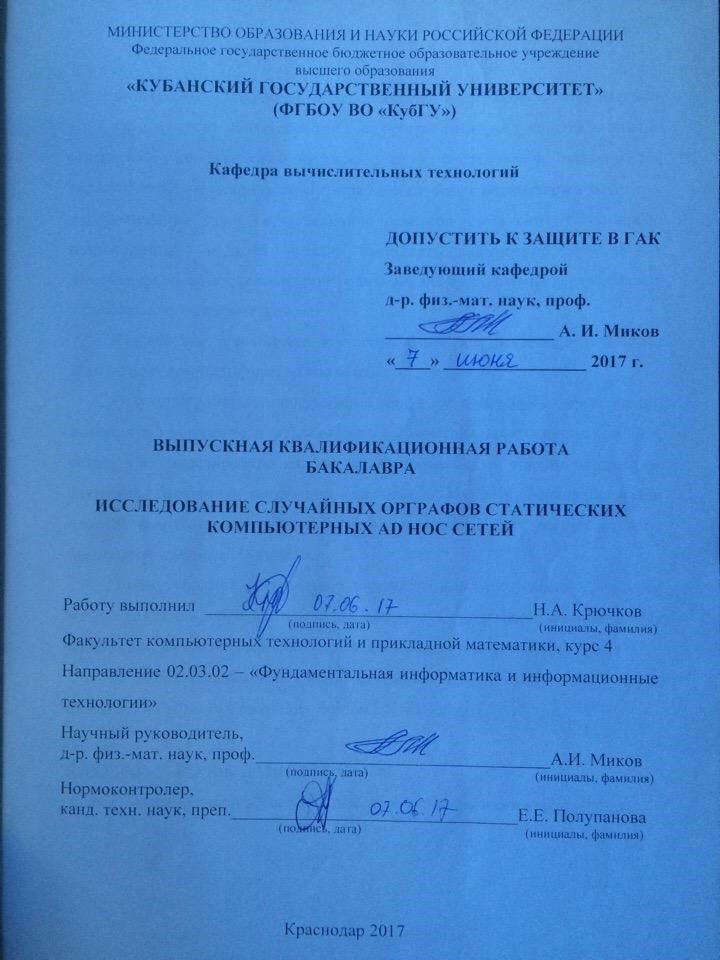 МИНИСТЕРСТВО ОБРАЗОВАНИЯ И НАУКИ РОССИЙСКОЙ ФЕДЕРАЦИИ
Федеральное государственное бюджетное образовательное учреждение
высшего образования
«КУБАНСКИЙ ГОСУДАРСТВЕННЫЙ УНИВЕРСИТЕТ»
(ФГБОУ ВО «КубГУ»)
Кафедра вычислительных технологий
ДОПУСТИТЬ К ЗАЩИТЕ В ГАК
Заведующий кафедрой
д-р. физ.-мат. наук, проф.
А. И. Миков
«7» июня 2017 г.
ВЫПУСКНАЯ КВАЛИФИКАЦИОННАЯ РАБОТА
БАКАЛАВРА
ИССЛЕДОВАНИЕ СЛУЧАЙНЫХ ОРГРАФОВ СТАТИЧЕСКИХ
КОМПЬЮТЕРНЫХ AD HOC СЕТЕЙ
Работу выполнил 07.06.17 Н.А. Крючков
(подпись, дата) (инициалы, фамилия)
Факультет компьютерных технологий и прикладной математики, курс 4
Направление 02.03.02 – «Фундаментальная информатика и информационные
технологии»
Научный руководитель,
д-р. физ.-мат. наук, проф. А.И. Миков
(подпись, дата) (инициалы, фамилия)
Нормоконтролер,
канд. техн. наук, преп. 07.06.17 Е.Е. Полупанова
(подпись, дата) (инициалы, фамилия)
Краснодар 2017